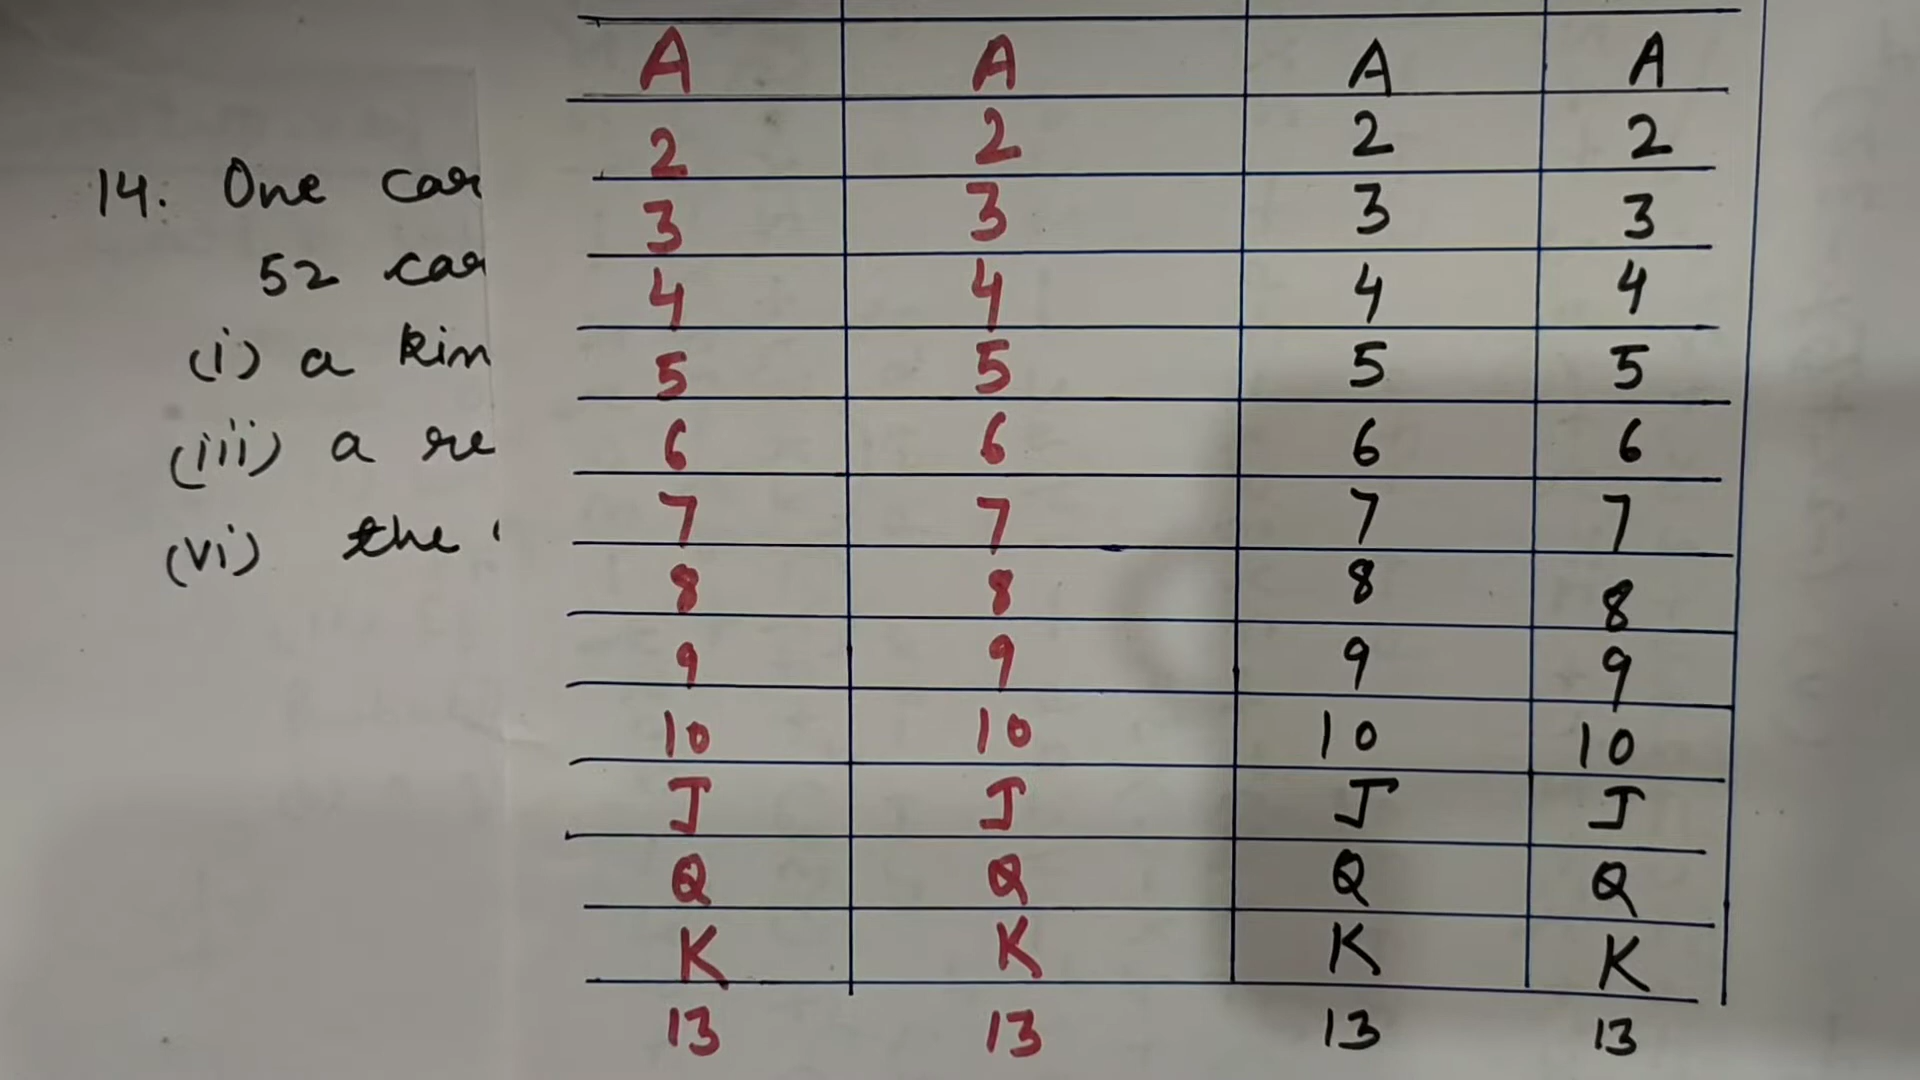 14. One car
52 car
(i) a kin
(iii) a re
(vi) the
A A A A
2 2 2 2
3 3 3 3
4 4 4 4
5 5 5 5
6 6 6 6
7 7 7 7
8 8 8 8
9 9 9 9
10 10 10 10
J J J J
Q Q Q Q
K K K K
13 13 13 13